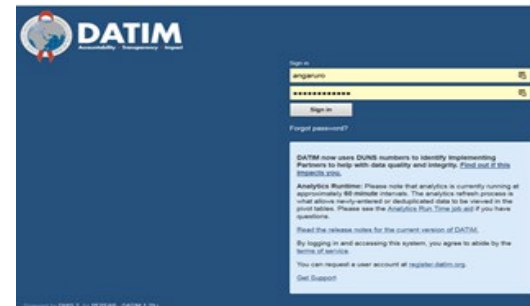 DATIM
Accountability Transparency Impact
Sign in
angaruro
••••••••••••
Sign in
Forgot password?
DATIM now uses DUNS numbers to identify Implementing
Partners to help with data quality and integrity. Find out if this
impacts you.
Analytics Runtime: Please note that analytics is currently running at
approximately 60 minute intervals. The analytics refresh process is
what allows newly-entered or deduplicated data to be viewed in the
pivot tables. Please see the Analytics Run Time job aid if you have
questions.
Read the release notes for the current version of DATIM.
By logging in and accessing this system, you agree to abide by the
terms of service.
You can request a user account at register.datim.org.
Get Support